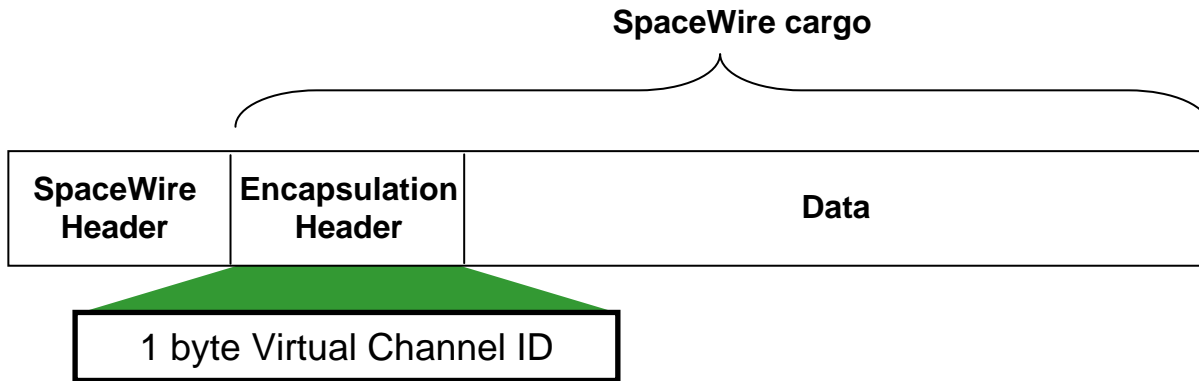 SpaceWire cargo
SpaceWire
Header
Encapsulation
Header
Data
1 byte Virtual Channel ID